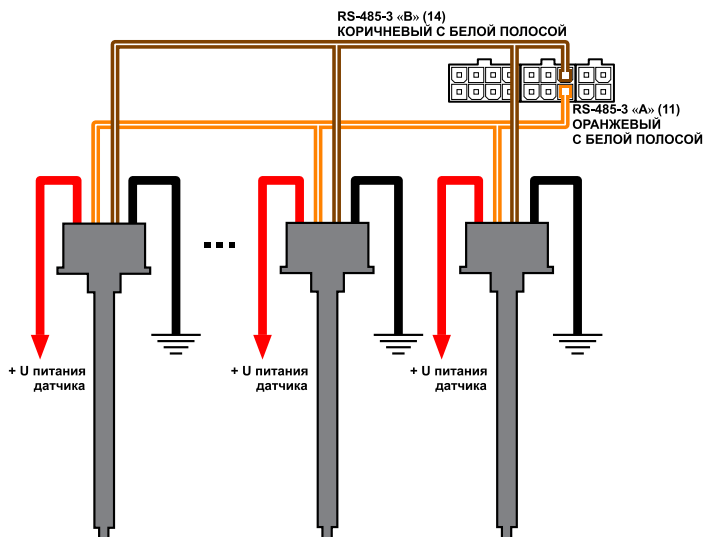 RS-485-3 «B» (14)
КОРИЧНЕВЫЙ С БЕЛОЙ ПОЛОСОЙ
RS-485-3 «A» (11)
ОРАНЖЕВЫЙ
С БЕЛОЙ ПОЛОСОЙ
+ U питания
датчика
+ U питания
датчика
+ U питания
датчика